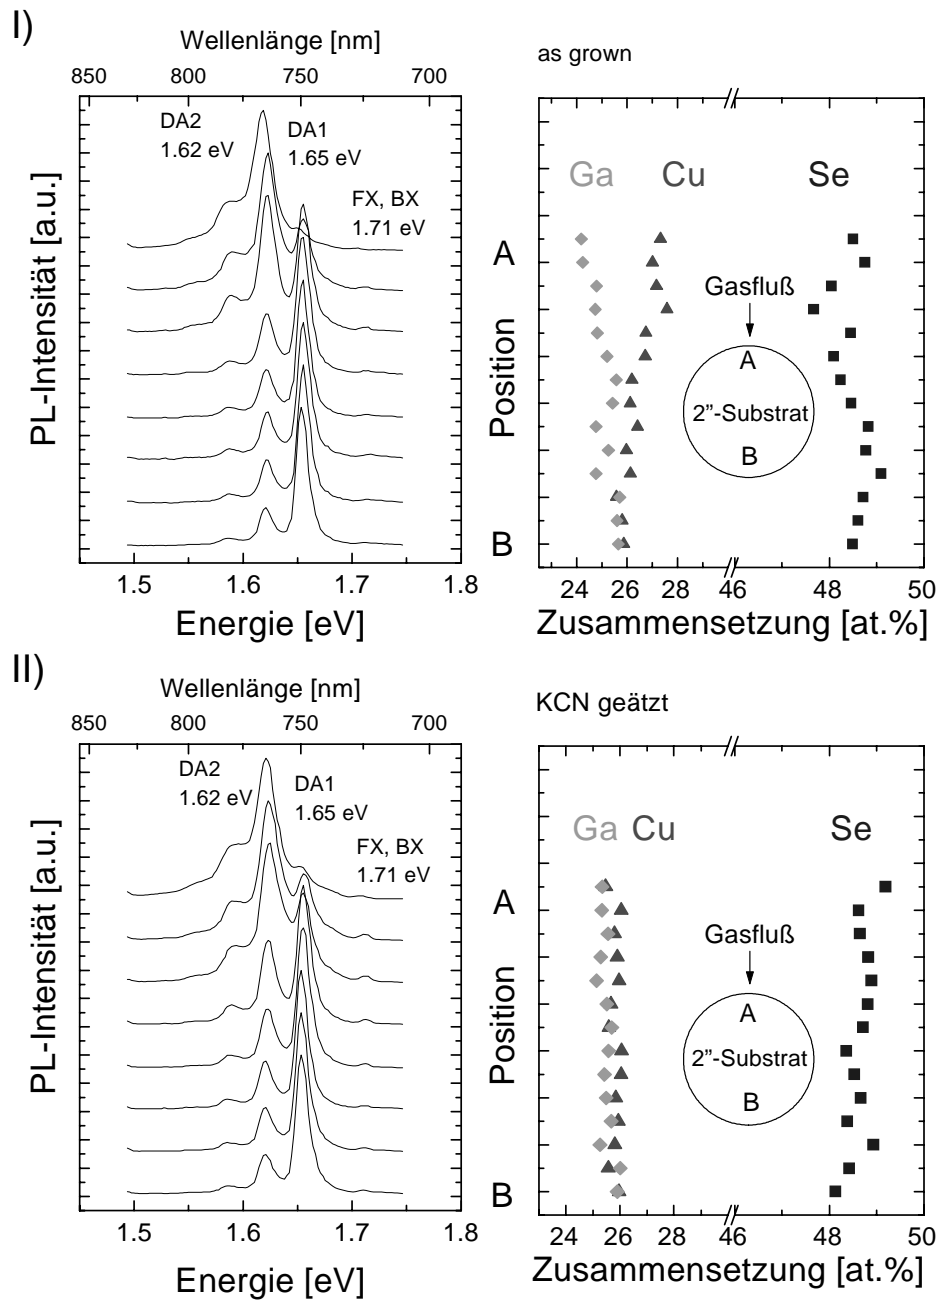 I)
Wellenlänge [nm]
850 800 750 700
DA2
1.62 eV
DA1
1.65 eV
FX, BX
1.71 eV
PL-Intensität [a.u.]
1.5 1.6 1.7 1.8
Energie [eV]
as grown
Ga Cu Se
A
Gasfluß
A
2”-Substrat
B
Position
B
24 26 28 46 48 50
Zusammensetzung [at.%]
II)
Wellenlänge [nm]
850 800 750 700
DA2
1.62 eV
DA1
1.65 eV
FX, BX
1.71 eV
PL-Intensität [a.u.]
1.5 1.6 1.7 1.8
Energie [eV]
KCN geätzt
Ga Cu Se
A
Gasfluß
A
2”-Substrat
B
Position
B
24 26 28 46 48 50
Zusammensetzung [at.%]